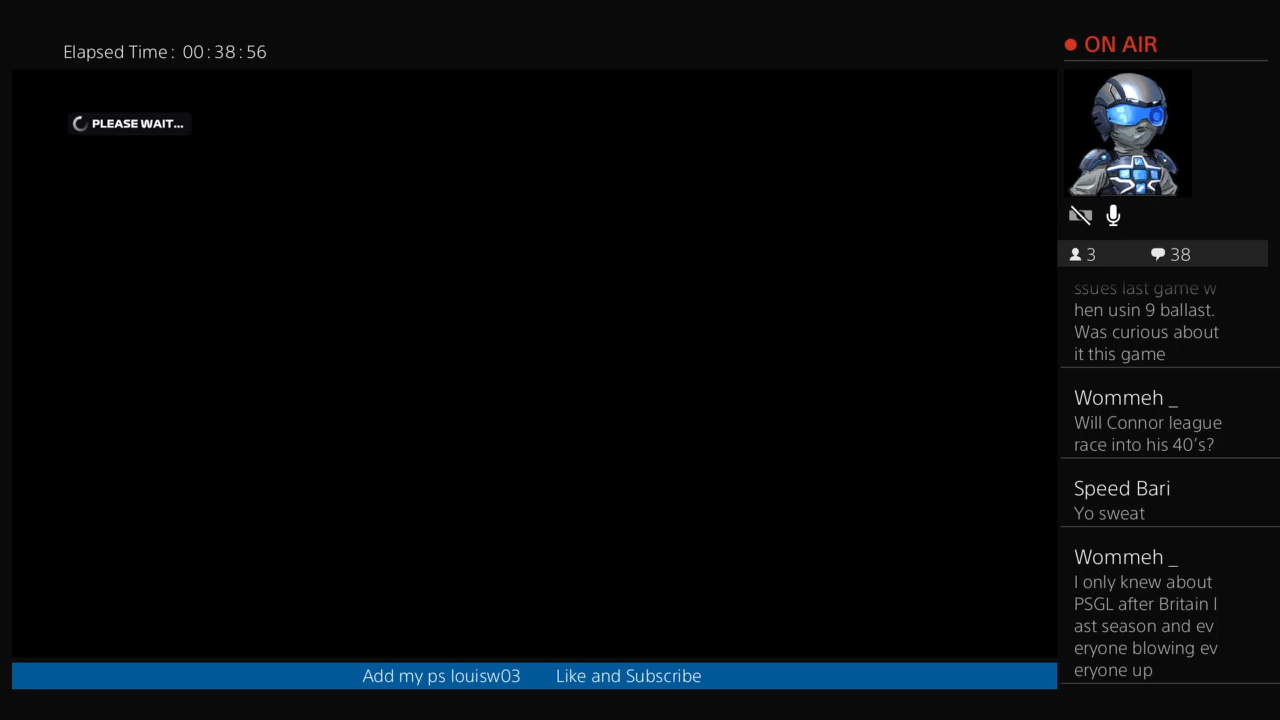 Elapsed Time: 00:38:56
ON AIR
PLEASE WAIT...
3 38
ssues last game w
hen usin 9 ballast.
Was curious about
it this game
Wommeh _
Will Connor league
race into his 40's?
Speed Bari
Yo sweat
Wommeh _
I only knew about
PSGL after Britain l
ast season and ev
eryone blowing ev
eryone up
Add my ps louisw03 Like and Subscribe